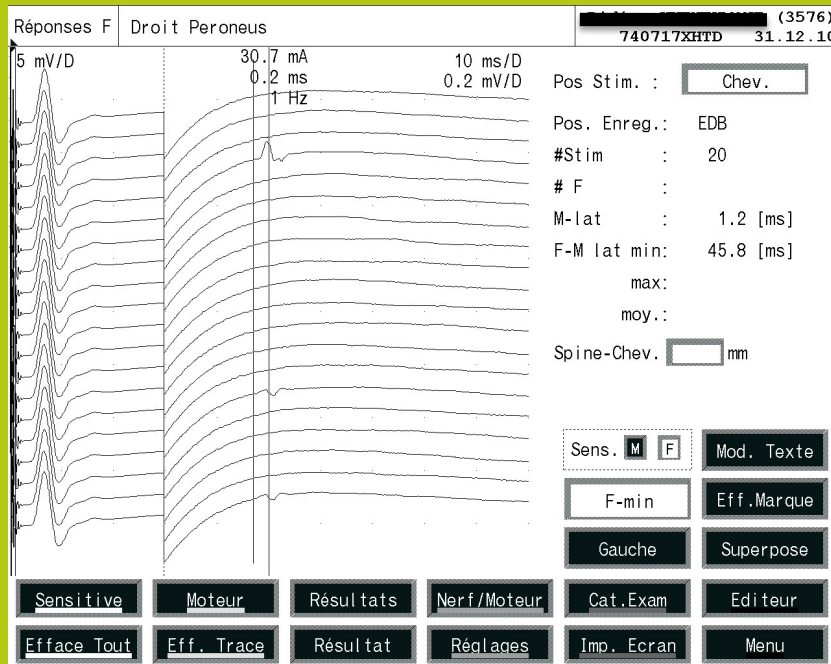 Réponses F Droit Peroneus
(3576)
740717XHTD 31.12.10
5 mV/D 30.7 mA 10 ms/D
0.2 ms 0.2 mV/D
1 Hz
Pos Stim. : Chev.
Pos. Enreg.: EDB
#Stim : 20
# F :
M-lat : 1.2 [ms]
F-M lat min: 45.8 [ms]
max:
moy.:
Spine-Chev. mm
Sens. M F Mod. Texte
F-min Eff.Marque
Gauche Superpose
Sensitive Moteur Résultats Nerf/Moteur Cat.Exam Editeur
Efface Tout Eff. Trace Résultat Réglages Imp. Ecran Menu